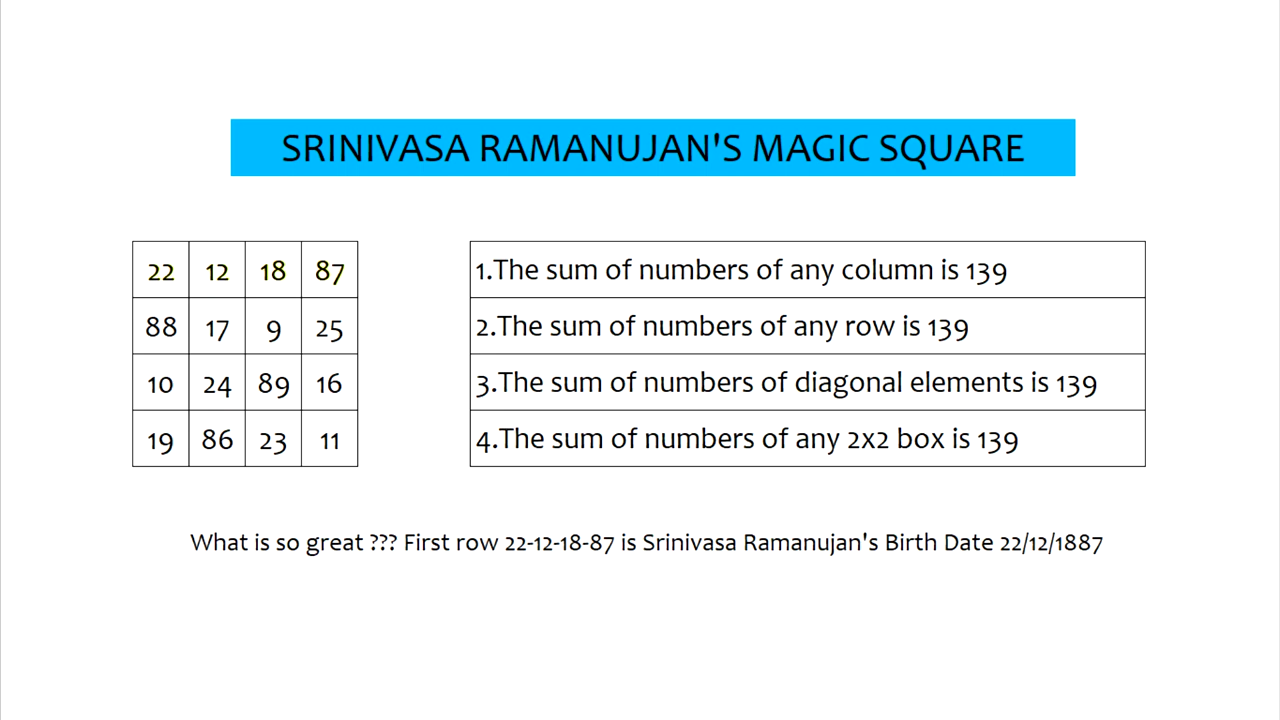 SRINIVASA RAMANUJAN'S MAGIC SQUARE
22 12 18 87
88 17 9 25
10 24 89 16
19 86 23 11
1.The sum of numbers of any column is 139
2.The sum of numbers of any row is 139
3.The sum of numbers of diagonal elements is 139
4.The sum of numbers of any 2x2 box is 139
What is so great ??? First row 22-12-18-87 is Srinivasa Ramanujan's Birth Date 22/12/1887